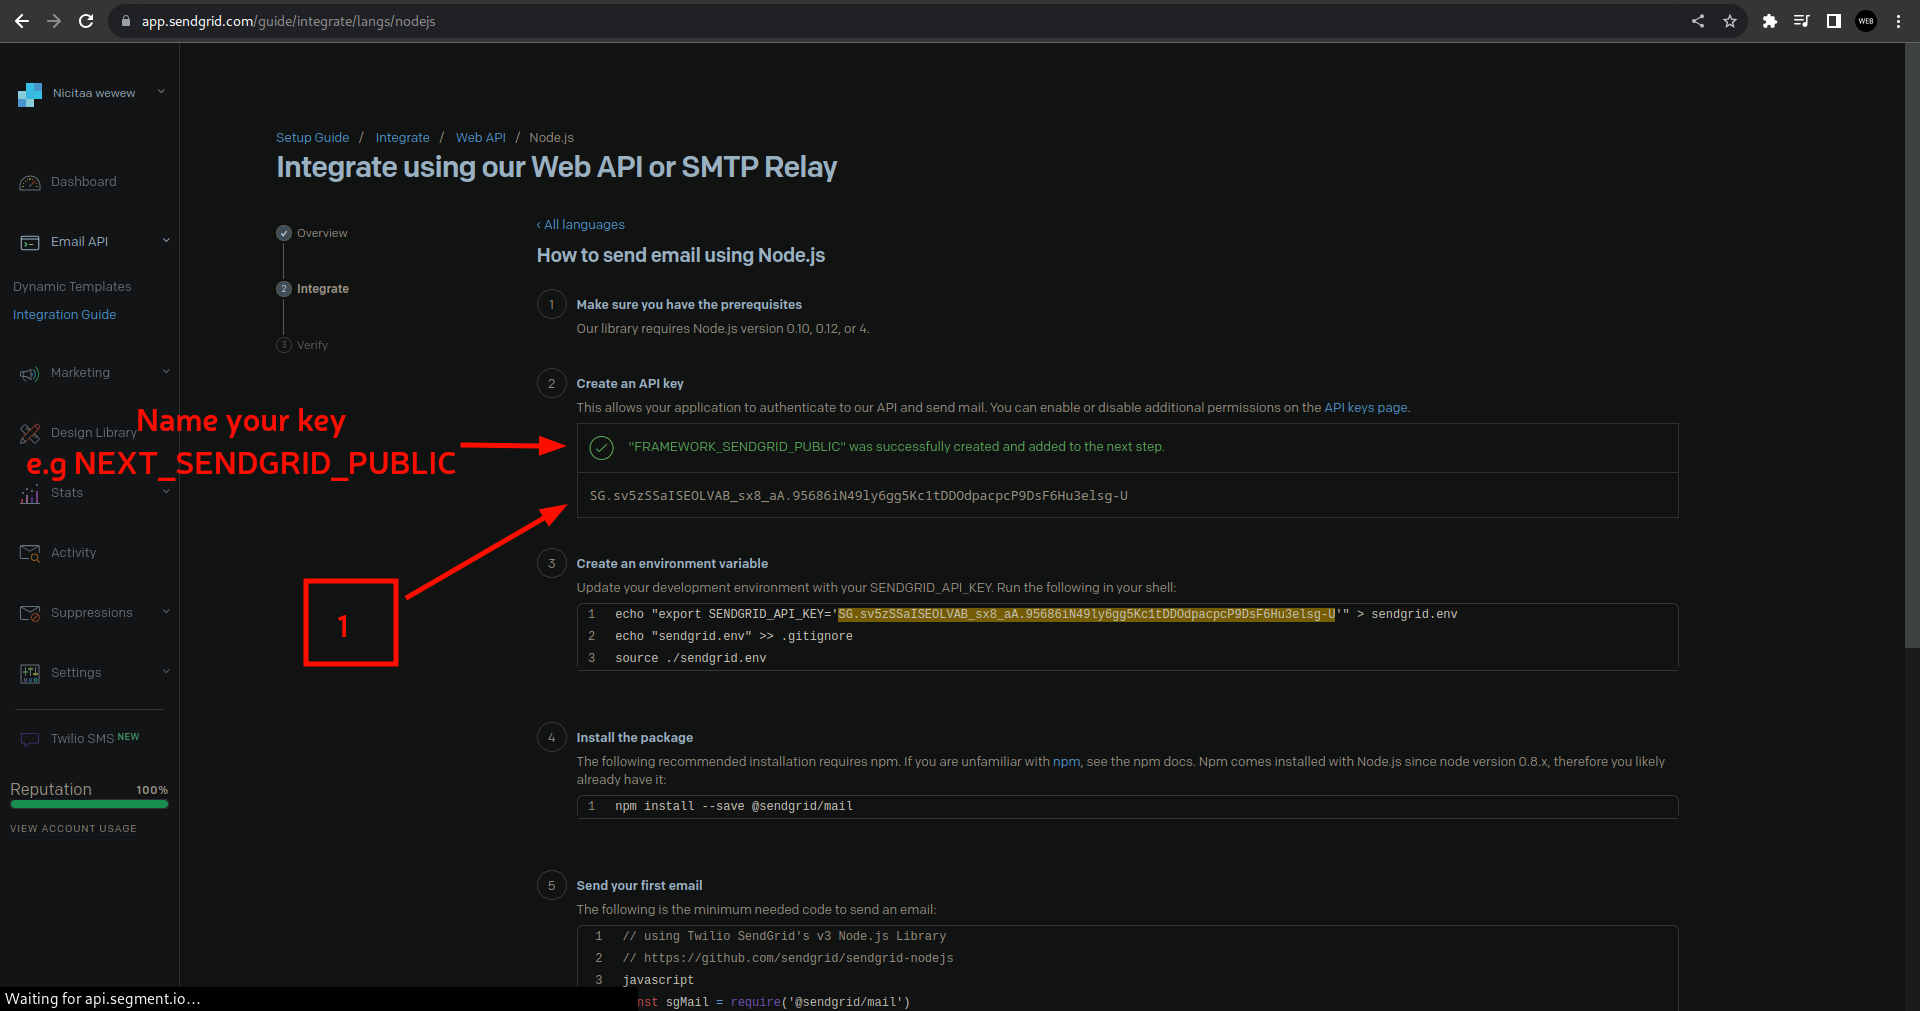 app.sendgrid.com/guide/integrate/langs/nodejs
WEB
Nicitaa wewew
Dashboard
Email API
Dynamic Templates
Integration Guide
Marketing
Design Library
Stats
Activity
Suppressions
Settings
Twilio SMS NEW
Reputation 100%
VIEW ACCOUNT USAGE
Name your key
e.g NEXT_SENDGRID_PUBLIC
1
Setup Guide / Integrate / Web API / Node.js
Integrate using our Web API or SMTP Relay
Overview
2 Integrate
3 Verify
‹ All languages
How to send email using Node.js
1 Make sure you have the prerequisites
Our library requires Node.js version 0.10, 0.12, or 4.
2 Create an API key
This allows your application to authenticate to our API and send mail. You can enable or disable additional permissions on the API keys page.
"FRAMEWORK_SENDGRID_PUBLIC" was successfully created and added to the next step.
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
3 Create an environment variable
Update your development environment with your SENDGRID_API_KEY. Run the following in your shell:
1 echo "export SENDGRID_API_KEY='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'" > sendgrid.env
2 echo "sendgrid.env" >> .gitignore
3 source ./sendgrid.env
4 Install the package
The following recommended installation requires npm. If you are unfamiliar with npm, see the npm docs. Npm comes installed with Node.js since node version 0.8.x, therefore you likely
already have it:
1 npm install --save @sendgrid/mail
5 Send your first email
The following is the minimum needed code to send an email:
1 // using Twilio SendGrid's v3 Node.js Library
2 // https://github.com/sendgrid/sendgrid-nodejs
3 javascript
nst sgMail = require('@sendgrid/mail')
Waiting for api.segment.io...